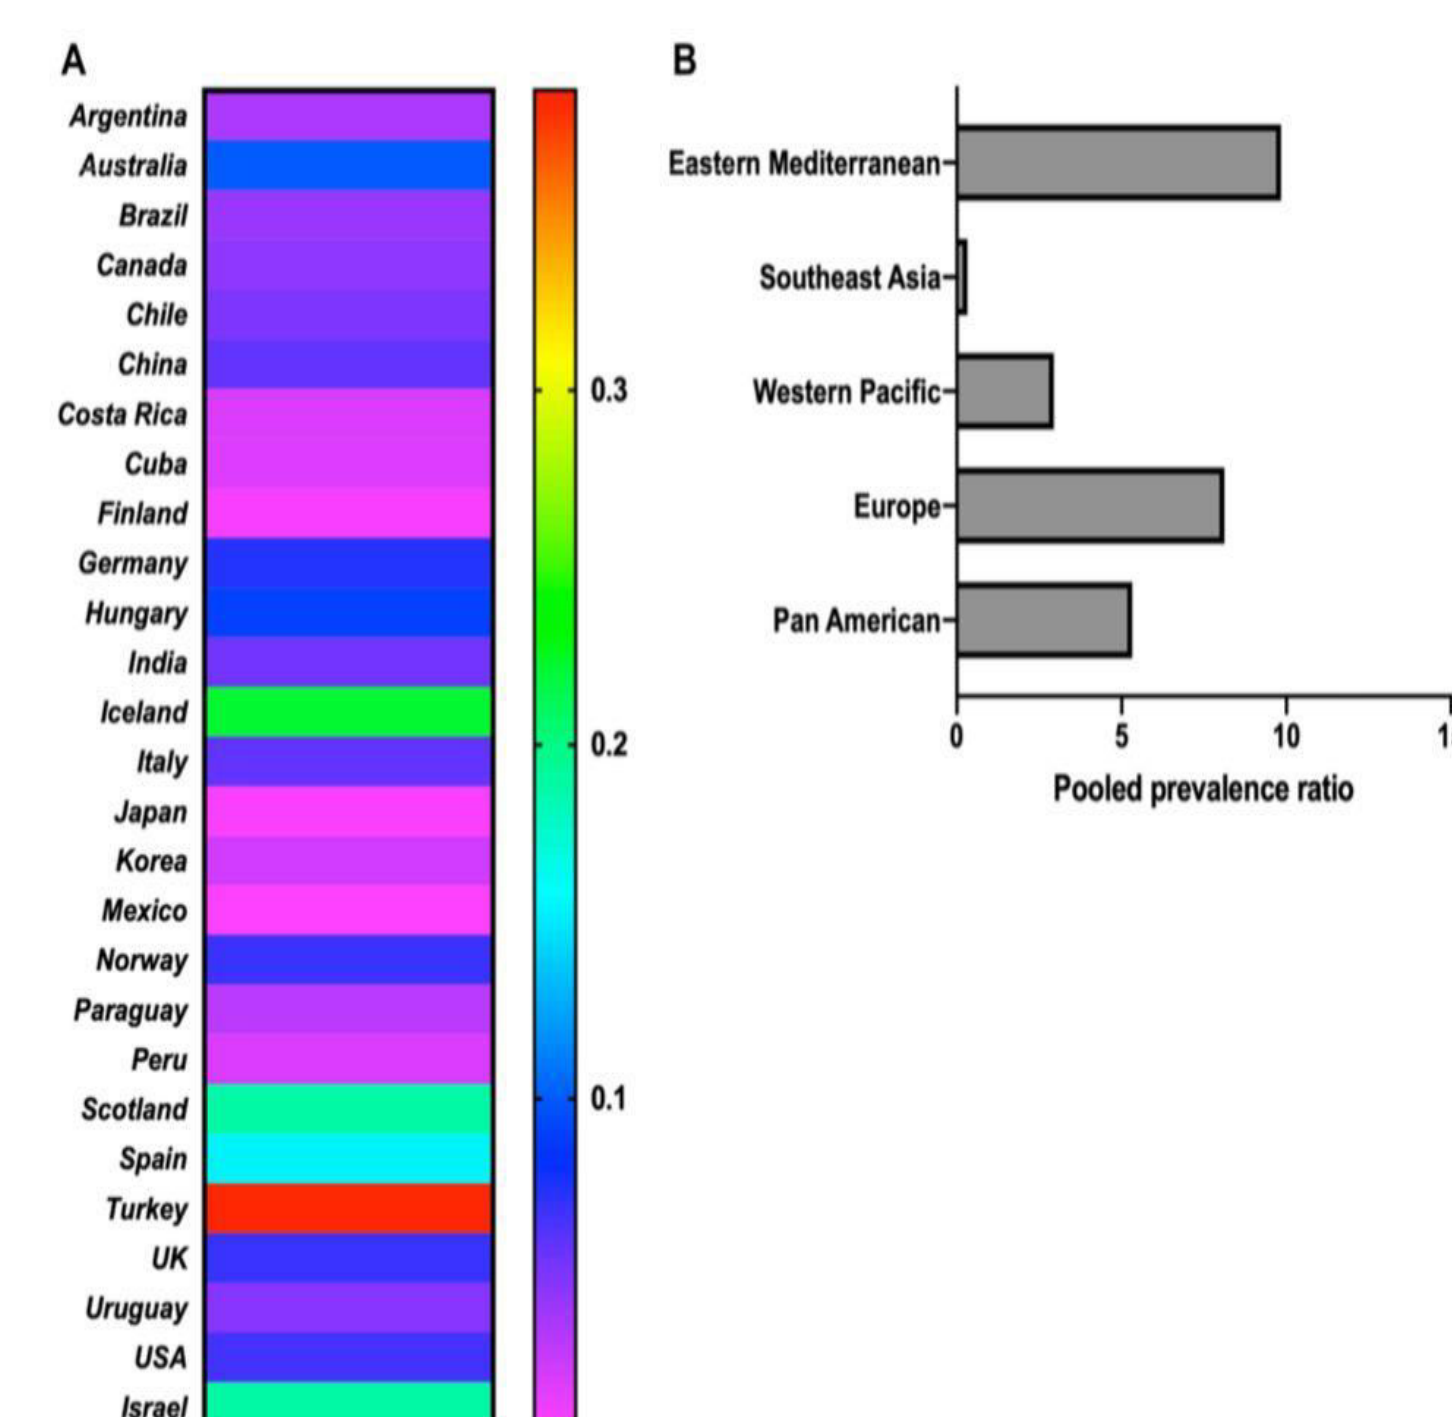 A
Argentina
Australia
Brazil
Canada
Chile
China
Costa Rica
Cuba
Finland
Germany
Hungary
India
Iceland
Italy
Japan
Korea
Mexico
Norway
Paraguay
Peru
Scotland
Spain
Turkey
UK
Uruguay
USA
Israel
0.3
0.2
0.1
B
Eastern Mediterranean
Southeast Asia
Western Pacific
Europe
Pan American
0 5 10
Pooled prevalence ratio